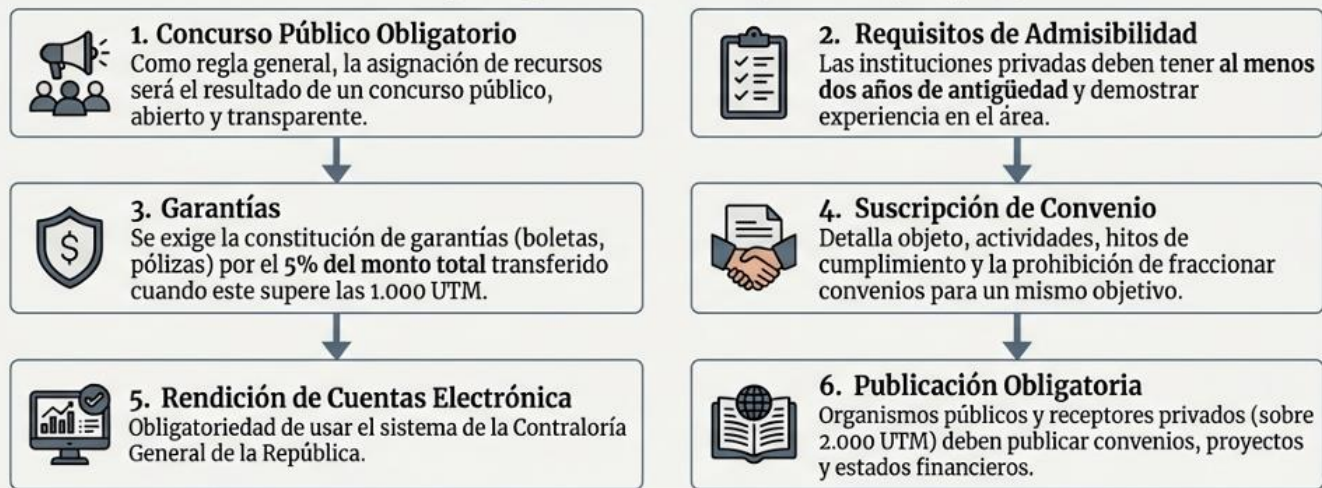 1. Concurso Público Obligatorio
Como regla general, la asignación de recursos
será el resultado de un concurso público,
abierto y transparente.
2. Requisitos de Admisibilidad
Las instituciones privadas deben tener al menos
dos años de antigüedad y demostrar
experiencia en el área.
3. Garantías
Se exige la constitución de garantías (boletas,
pólizas) por el 5% del monto total transferido
cuando este supere las 1.000 UTM.
4. Suscripción de Convenio
Detalla objeto, actividades, hitos de
cumplimiento y la prohibición de fraccionar
convenios para un mismo objetivo.
5. Rendición de Cuentas Electrónica
Obligatoriedad de usar el sistema de la Contraloría
General de la República.
6. Publicación Obligatoria
Organismos públicos y receptores privados (sobre
2.000 UTM) deben publicar convenios, proyectos
y estados financieros.